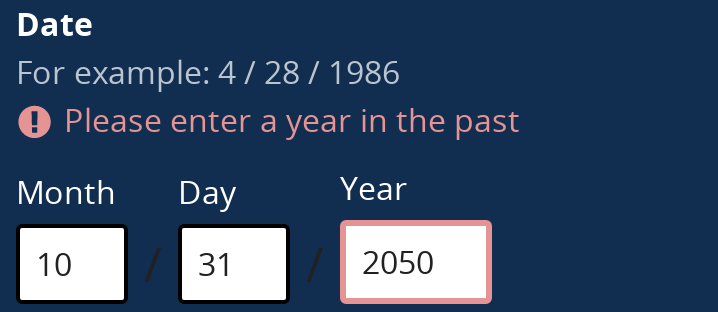 Date
For example: 4 / 28 / 1986
Please enter a year in the past
Month Day Year
10 / 31 / 2050